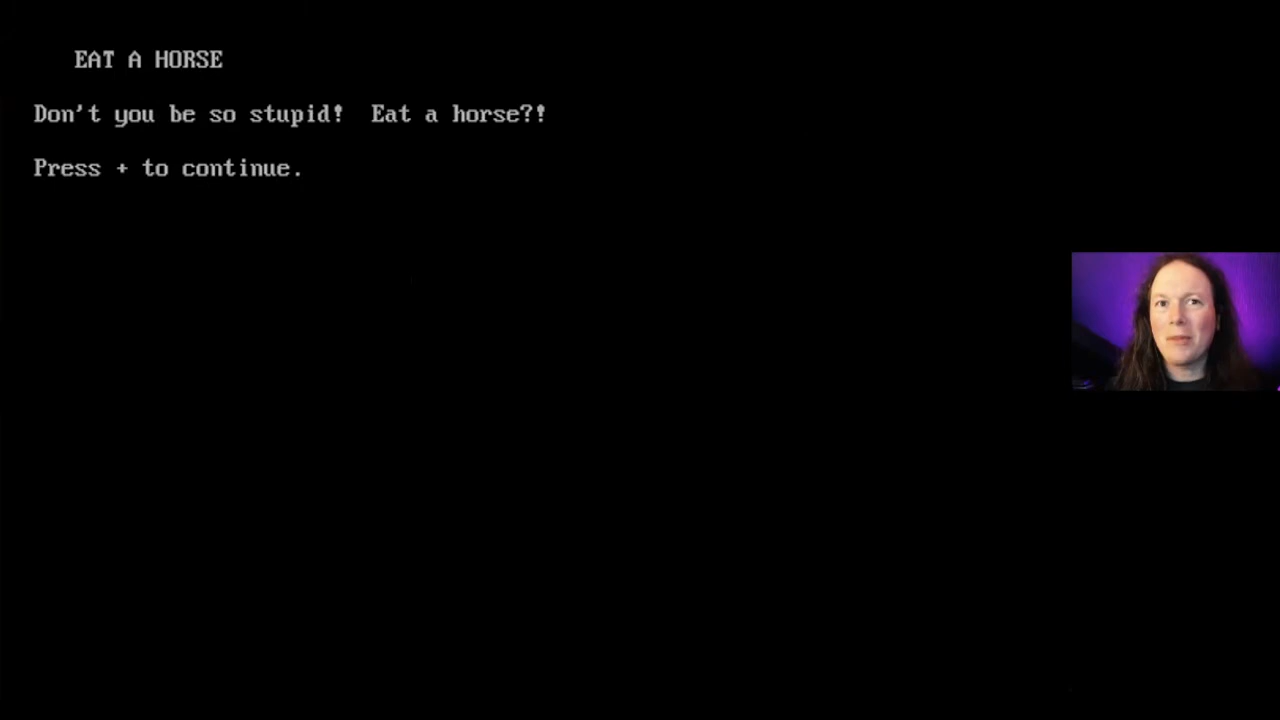 EAT A HORSE
Don't you be so stupid!  Eat a horse?!
Press + to continue.